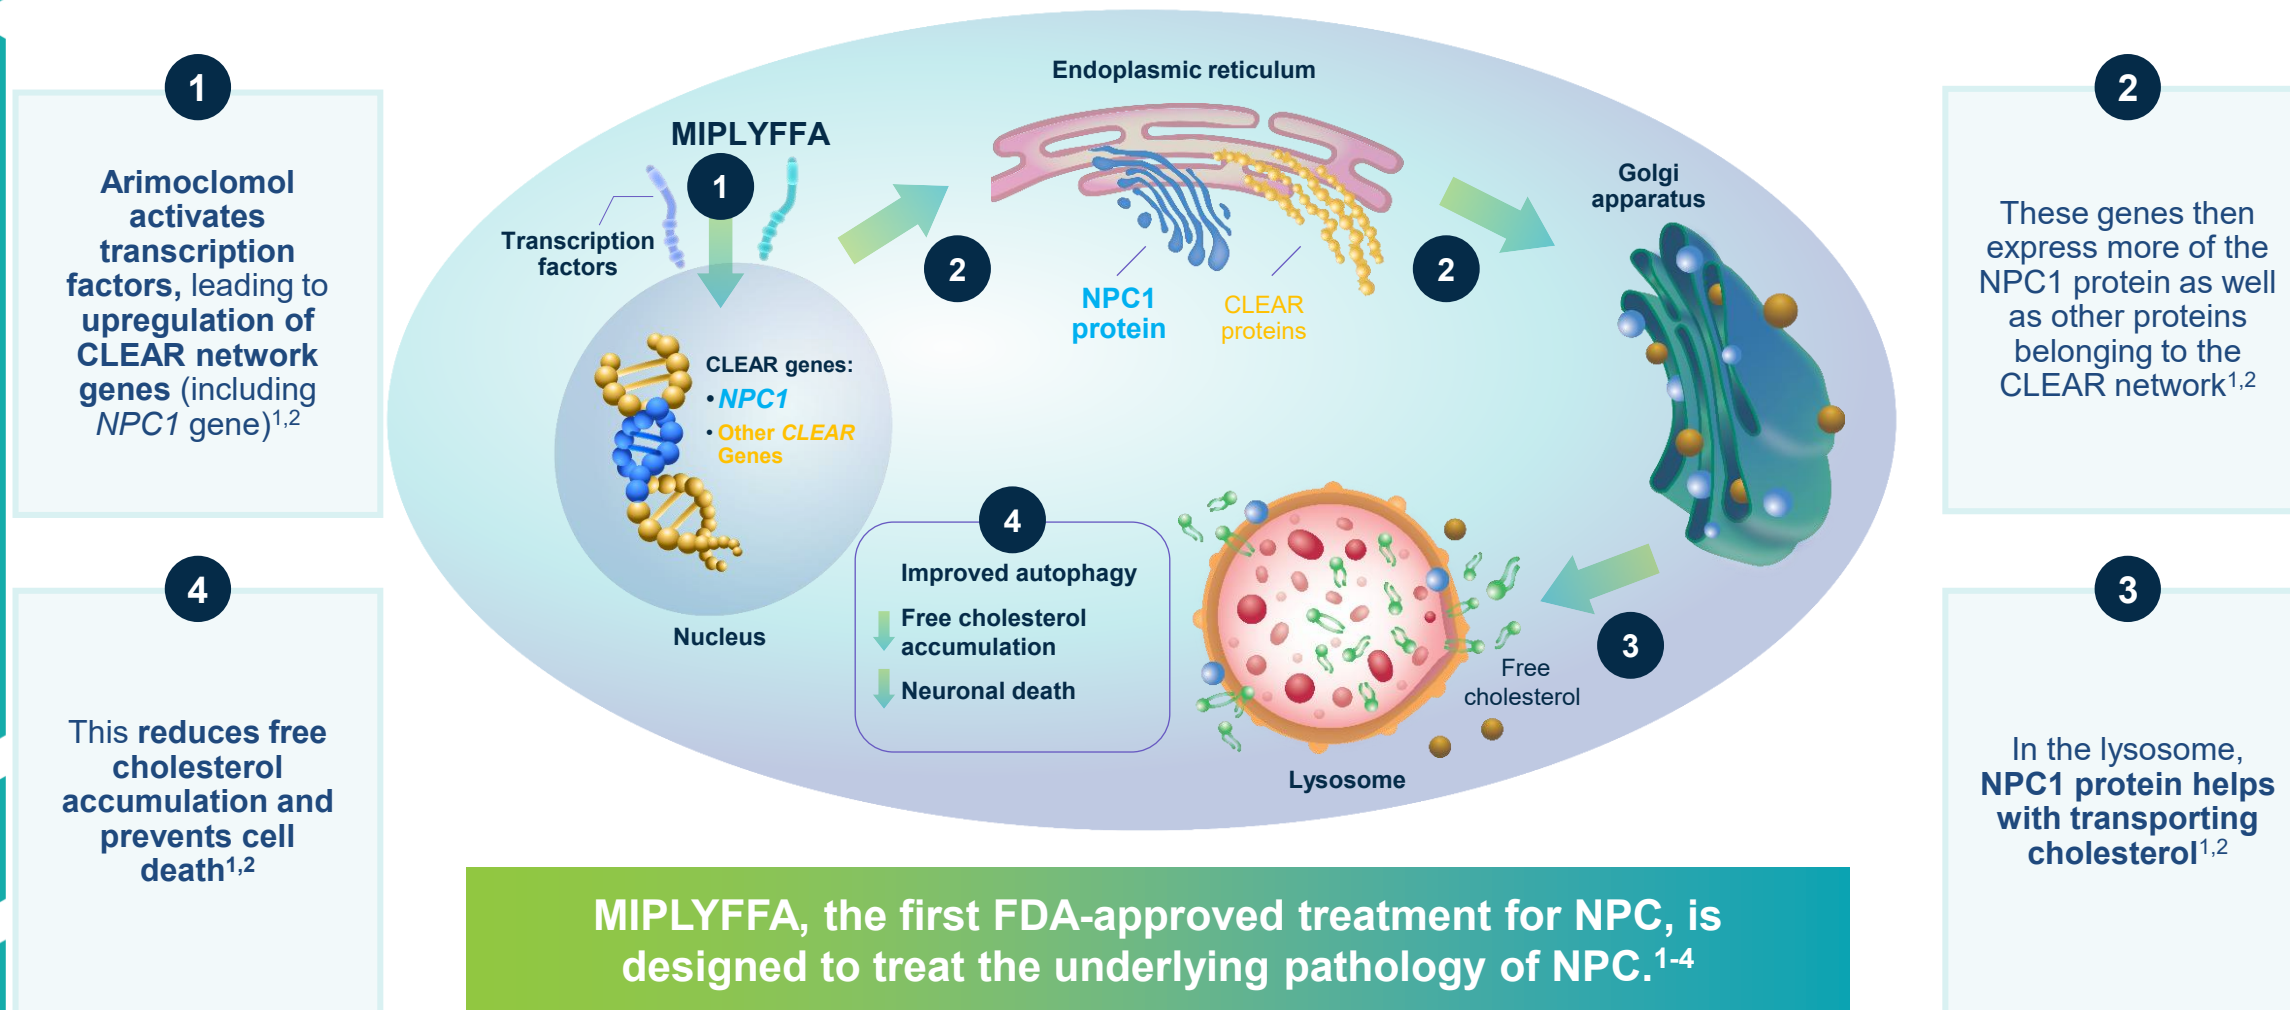 1
Arimoclomol
activates
transcription
factors, leading to
upregulation of
CLEAR network
genes (including
NPC1 gene)1,2
4
This reduces free
cholesterol
accumulation and
prevents cell
death1,2
MIPLYFFA
1
Transcription
factors
CLEAR genes:
• NPC1
• Other CLEAR
Genes
Nucleus
2
Endoplasmic reticulum
NPC1
protein
CLEAR
proteins
2
Golgi
apparatus
3
Free
cholesterol
Lysosome
4
Improved autophagy
Free cholesterol
accumulation
Neuronal death
2
These genes then
express more of the
NPC1 protein as well
as other proteins
belonging to the
CLEAR network1,2
3
In the lysosome,
NPC1 protein helps
with transporting
cholesterol1,2
MIPLYFFA, the first FDA-approved treatment for NPC, is
designed to treat the underlying pathology of NPC.1-4